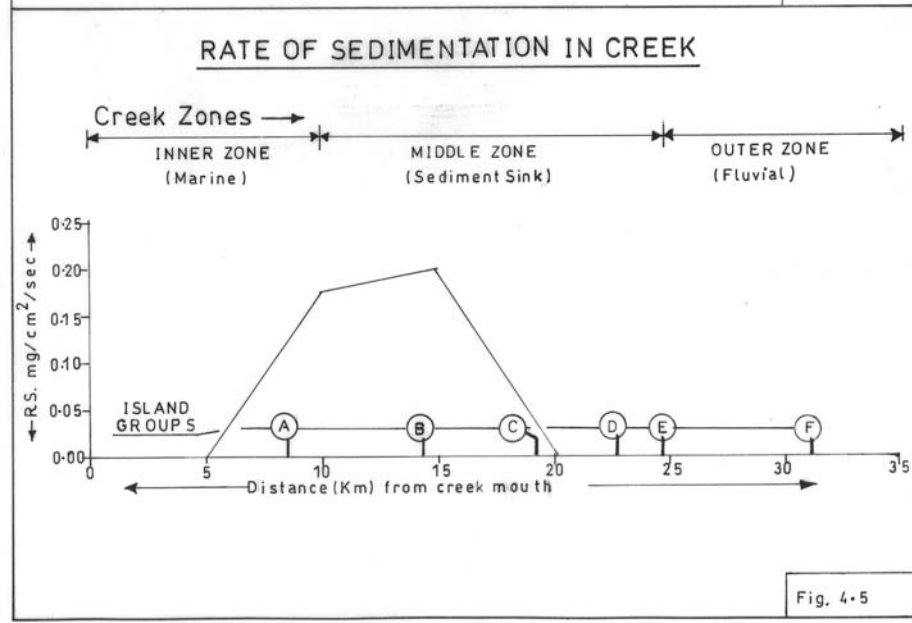 RATE OF SEDIMENTATION IN CREEK
Creek Zones
INNER ZONE
(Marine)
MIDDLE ZONE
(Sediment Sink)
OUTER ZONE
(Fluvial)
RS. mg/cm²/sec
0·25
0·20
0·15
0·10
0·05
0·00
ISLAND
GROUPS
A B C D E F
0 5 10 15 20 25 30 35
Distance (Km) from creek mouth
Fig. 4·5